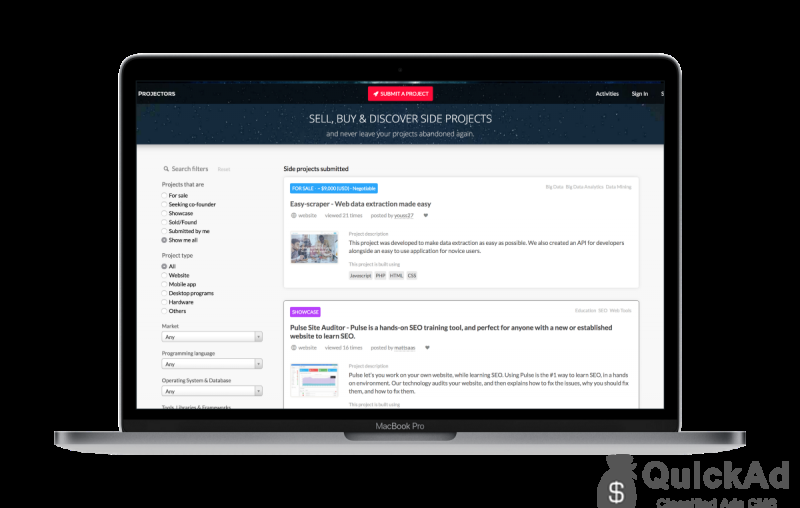 PROJECTORS
SUBMIT A PROJECT
Activities
Sign In
S
SELL, BUY & DISCOVER SIDE PROJECTS
and never leave your projects abandoned again.
Search filters
Reset
Projects that are
For sale
Seeking co-founder
Showcase
Sold/Found
Submitted by me
Show me all
Project type
All
Website
Mobile app
Desktop programs
Hardware
Others
Market
Any
Programming language
Any
Operating System & Database
Any
Tools, Libraries & Frameworks
Side projects submitted
FOR SALE - ~ $9,000 (USD) - Negotiable
Big Data Big Data Analytics Data Mining
Easy-scraper - Web data extraction made easy
website viewed 21 times posted by youss27
Project description
This project was developed to make data extraction as easy as possible. We also created an API for developers
alongside an easy to use application for novice users.
This project is built using
Javascript PHP HTML CSS
SHOWCASE
Education SEO Web Tools
Pulse Site Auditor - Pulse is a hands-on SEO training tool, and perfect for anyone with a new or established
website to learn SEO.
website viewed 16 times posted by
Project description
Pulse let's you work on your own website, while learning SEO. Using Pulse is the #1 way to learn SEO, in a hands
on environment. Our technology audits your website, and then explains how to fix the issues, why you should fix
them, and how to fix them.
This project is built using
MacBook Pro
$
QuickAd
Classified Ads CMS